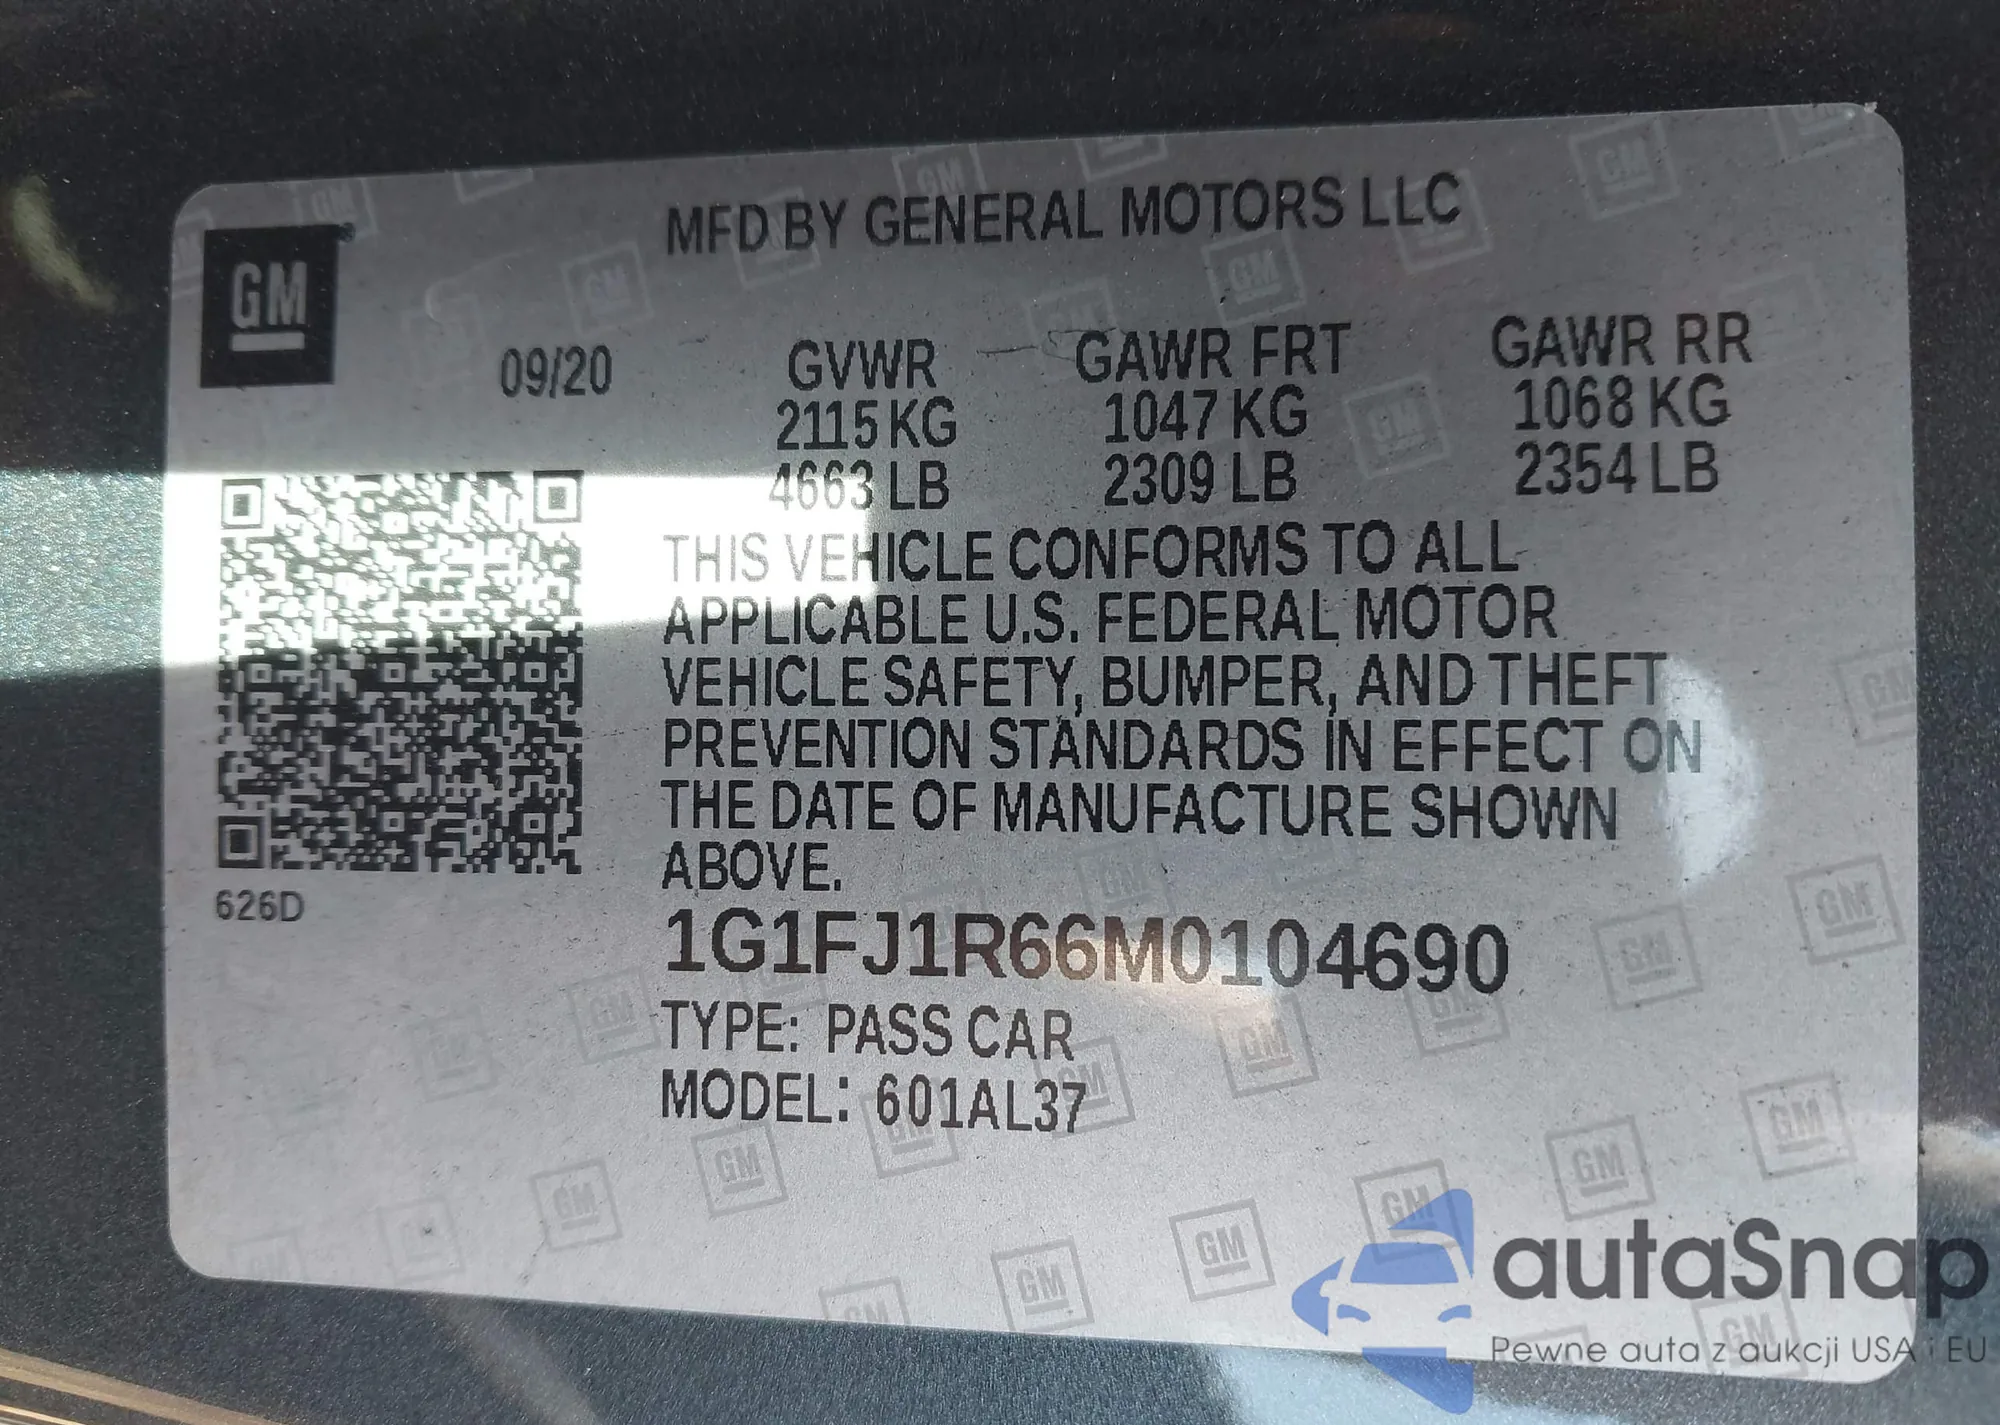 MFD BY GENERAL MOTORS LLC
GM
09/20
GVWR GAWR FRT GAWR RR
2115 KG 1047 KG 1068 KG
4663 LB 2309 LB 2354 LB
THIS VEHICLE CONFORMS TO ALL
APPLICABLE U.S. FEDERAL MOTOR
VEHICLE SAFETY, BUMPER, AND THEFT
PREVENTION STANDARDS IN EFFECT ON
THE DATE OF MANUFACTURE SHOWN
ABOVE.
626D
1G1FJ1R66M0104690
TYPE: PASS CAR
MODEL: 601AL37
autaSnap
Pewne auta z aukcji USA i EU